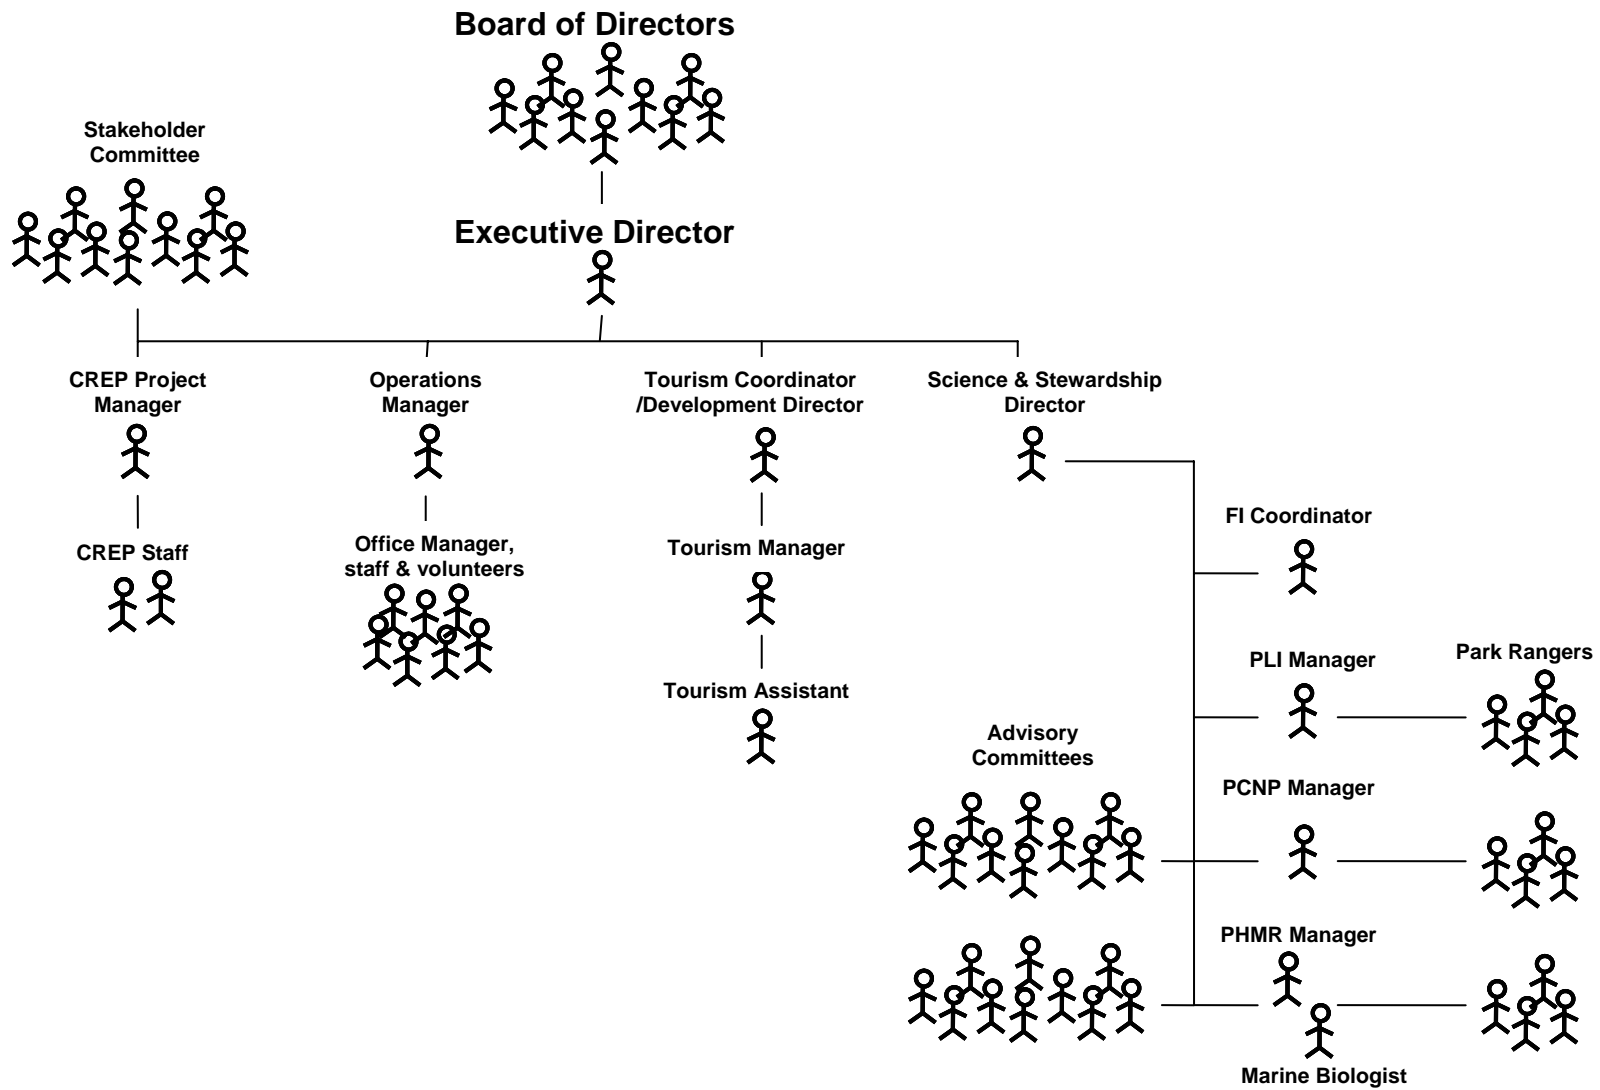 Board of Directors
Stakeholder
Committee
Executive Director
CREP Project
Manager
Operations
Manager
Tourism Coordinator
/Development Director
Science & Stewardship
Director
CREP Staff
Office Manager,
staff & volunteers
Tourism Manager
Tourism Assistant
FI Coordinator
PLI Manager
Park Rangers
Advisory
Committees
PCNP Manager
PHMR Manager
Marine Biologist